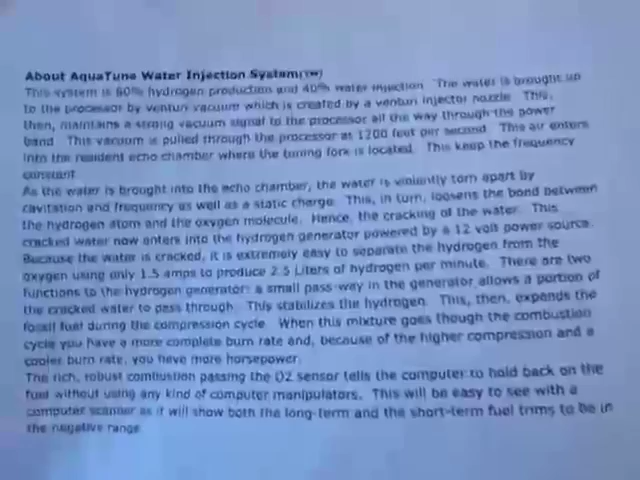 About AquaTune Water Injection System(™)
This system is 60% hydrogen production and 40% water injection. The water is brought up
to the processor by venturi vacuum which is created by a venturi injector nozzle. This,
then, maintains a strong vacuum signal to the processor all the way through the power
band. This vacuum is pulled through the processor at 1200 feet per second. This air enters
into the resident echo chamber where the tuning fork is located. This keep the frequency
constant.
As the water is brought into the echo chamber, the water is violently torn apart by
cavitation and frequency as well as a static charge. This, in turn, loosens the bond between
the hydrogen atom and the oxygen molecule. Hence, the cracking of the water. This
cracked water now enters into the hydrogen generator powered by a 12 volt power source.
Because the water is cracked, it is extremely easy to separate the hydrogen from the
oxygen using only 1.5 amps to produce 2.5 Liters of hydrogen per minute. There are two
functions to the hydrogen generator: a small pass-way in the generator allows a portion of
the cracked water to pass through. This stabilizes the hydrogen. This, then, expands the
fossil fuel during the compression cycle. When this mixture goes though the combustion
cycle you have a more complete burn rate and, because of the higher compression and a
cooler burn rate, you have more horsepower.
The rich, robust combustion passing the O2 sensor tells the computer to hold back on the
fuel without using any kind of computer manipulators. This will be easy to see with a
computer scanner as it will show both the long-term and the short-term fuel trims to be in
the negative range.